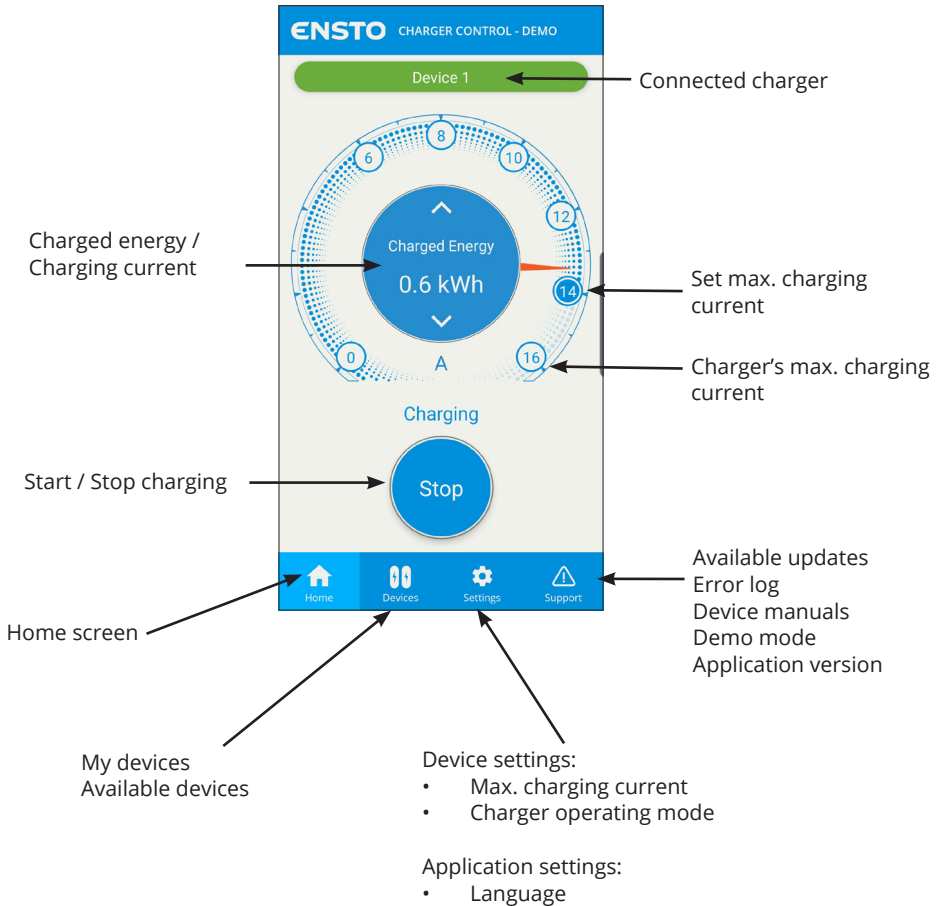 ENSTO CHARGER CONTROL - DEMO
Device 1
Connected charger
8
6
10
12
Charged energy /
Charging current
Charged Energy
0.6 kWh
14
Set max. charging
current
0
A
16
Charger’s max. charging
current
Charging
Start / Stop charging
Stop
Home
Devices
Settings
Support
Available updates
Error log
Device manuals
Demo mode
Application version
Home screen
My devices
Available devices
Device settings:
• Max. charging current
• Charger operating mode
Application settings:
• Language